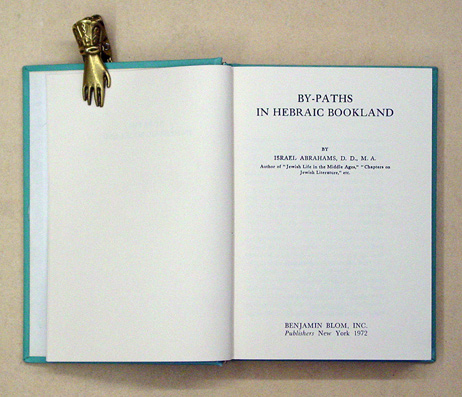 BY-PATHS
IN HEBRAIC BOOKLAND
BY
ISRAEL ABRAHAMS, D. D., M. A.
Author of "Jewish Life in the Middle Ages," "Chapters on
Jewish Literature," etc.
BENJAMIN BLOM, INC.
Publishers New York 1972